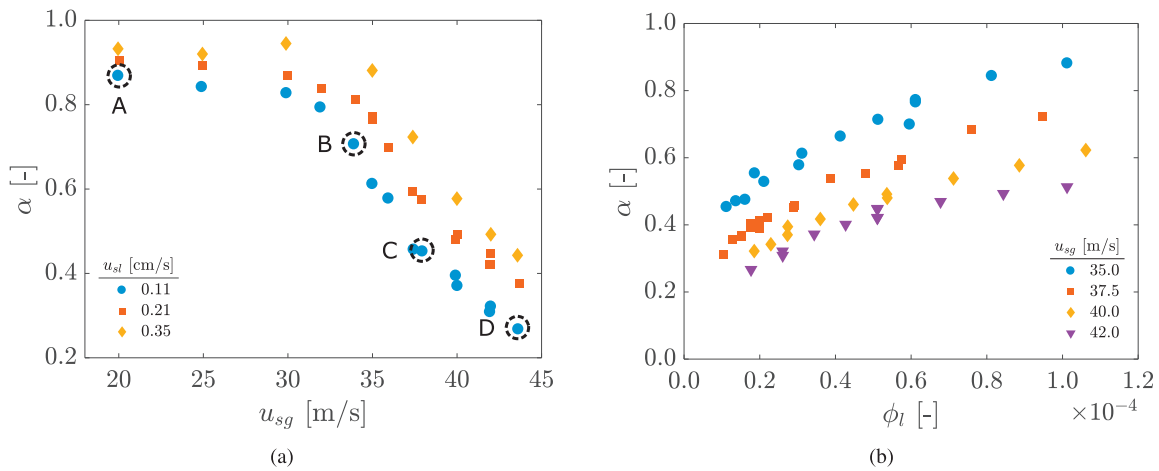 1.0
0.8
0.6
0.4
0.2
α [-]
A
B
C
D
u_sl [cm/s]
0.11
0.21
0.35
20 25 30 35 40 45
u_sg [m/s]
(a)
1.0
0.8
0.6
0.4
0.2
0.0
α [-]
u_sg [m/s]
35.0
37.5
40.0
42.0
0.0 0.2 0.4 0.6 0.8 1.0 1.2
×10⁻⁴
ϕ_l [-]
(b)